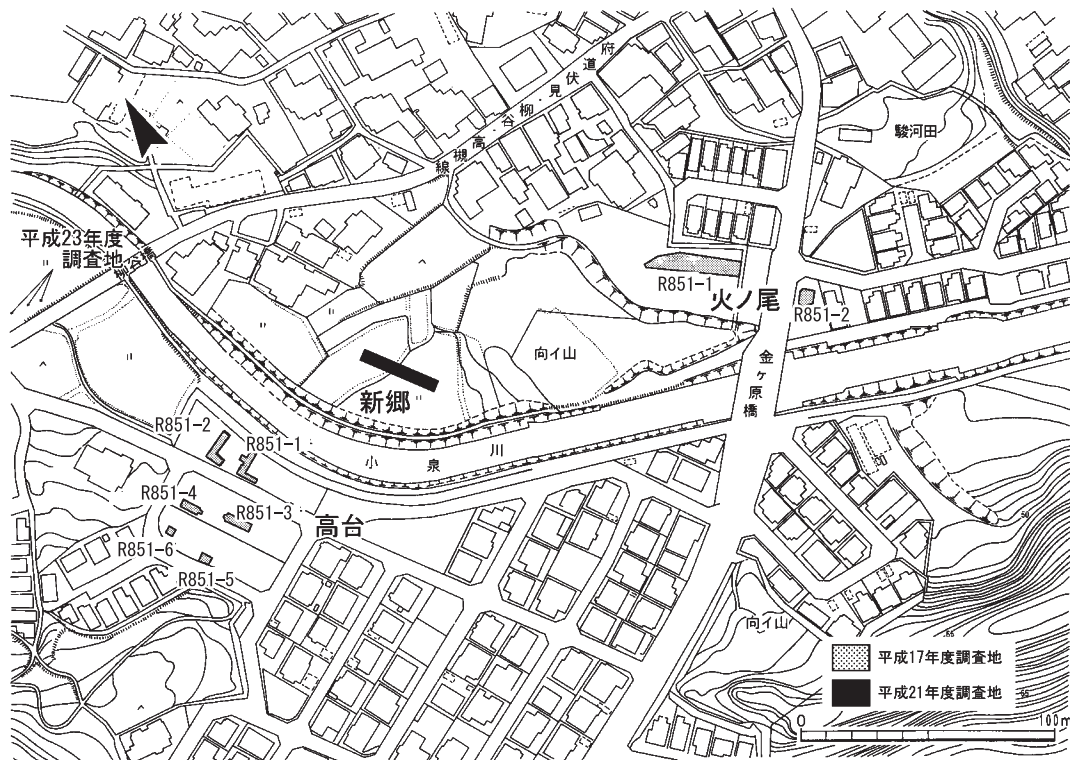 府道伏見柳谷高槻線
駿河田
平成23年度
調査地
R851-1
火ノ尾
R851-2
向イ山
金ヶ原橋
新郷
R851-2
R851-1
小泉川
R851-4
R851-3
高台
R851-6
R851-5
50
向イ山
55
平成17年度調査地
平成21年度調査地
65
0
100m